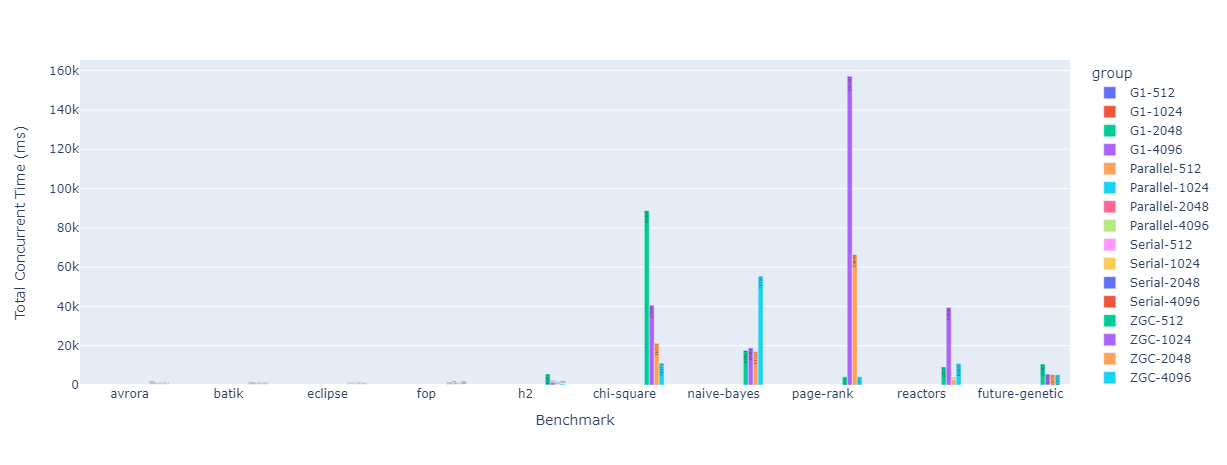 group
G1-512
G1-1024
G1-2048
G1-4096
Parallel-512
Parallel-1024
Parallel-2048
Parallel-4096
Serial-512
Serial-1024
Serial-2048
Serial-4096
ZGC-512
ZGC-1024
ZGC-2048
ZGC-4096
Total Concurrent Time (ms)
160k
140k
120k
100k
80k
60k
40k
20k
0
avrora batik eclipse fop h2 chi-square naive-bayes page-rank reactors future-genetic
Benchmark